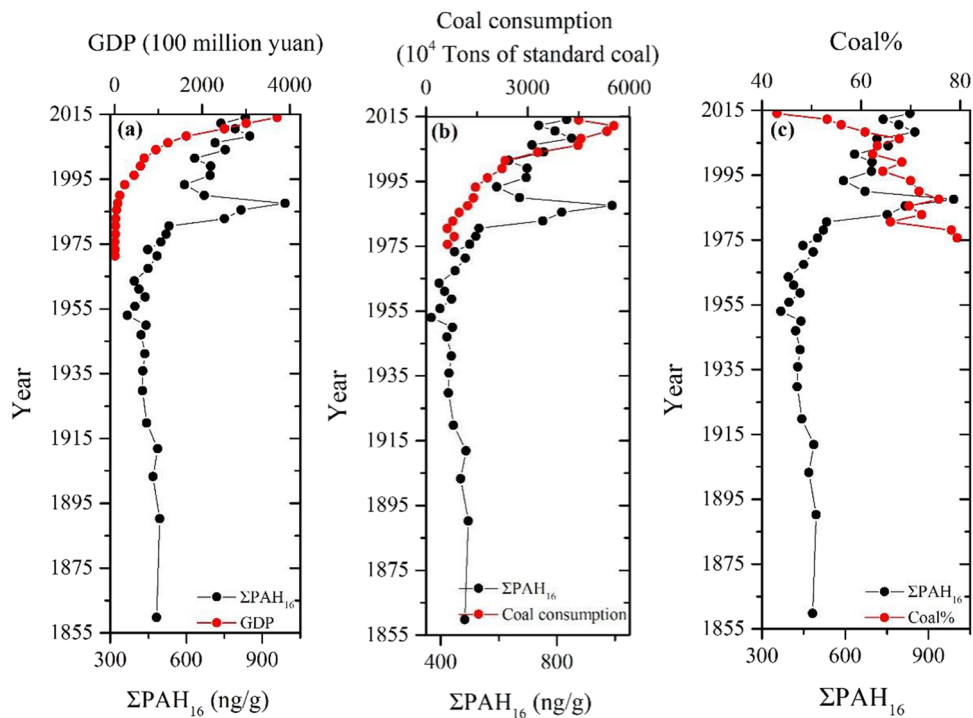 GDP (100 million yuan)
0 2000 4000
(a)
2015
1995
1975
1955
1935
1915
1895
1875
1855
Year
ΣPAH₁₆
GDP
300 600 900
ΣPAH₁₆ (ng/g)
Coal consumption
(10⁴ Tons of standard coal)
0 3000 6000
(b)
2015
1995
1975
1955
1935
1915
1895
1875
1855
Year
ΣPAH₁₆
Coal consumption
400 800
ΣPAH₁₆ (ng/g)
Coal%
40 60 80
(c)
2015
1995
1975
1955
1935
1915
1895
1875
1855
Year
ΣPAH₁₆
Coal%
300 600 900
ΣPAH₁₆